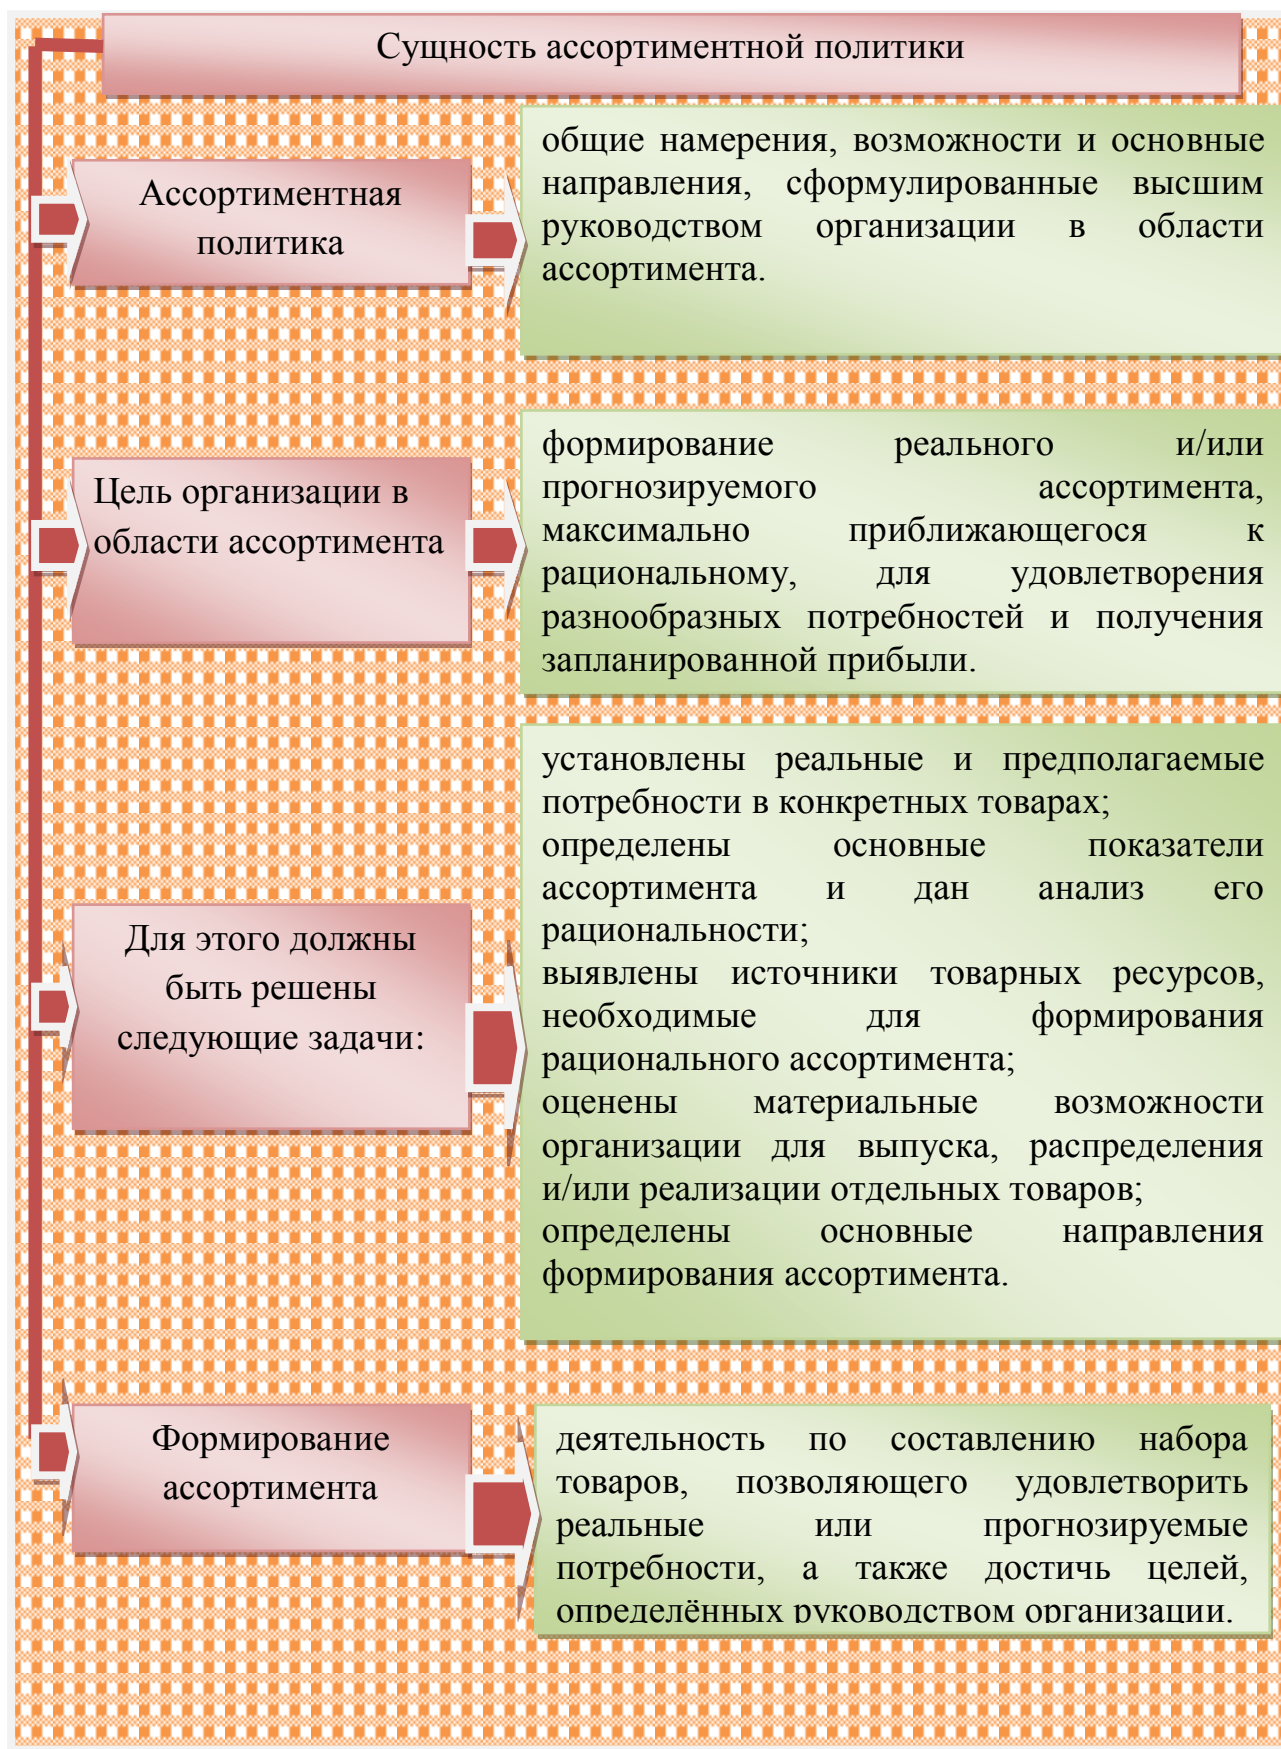 Сущность ассортиментной политики
Ассортиментная
политика
общие намерения, возможности и основные
направления, сформулированные высшим
руководством организации в области
ассортимента.
Цель организации в
области ассортимента
формирование реального и/или
прогнозируемого ассортимента,
максимально приближающегося к
рациональному, для удовлетворения
разнообразных потребностей и получения
запланированной прибыли.
Для этого должны
быть решены
следующие задачи:
установлены реальные и предполагаемые
потребности в конкретных товарах;
определены основные показатели
ассортимента и дан анализ его
рациональности;
выявлены источники товарных ресурсов,
необходимые для формирования
рационального ассортимента;
оценены материальные возможности
организации для выпуска, распределения
и/или реализации отдельных товаров;
определены основные направления
формирования ассортимента.
Формирование
ассортимента
деятельность по составлению набора
товаров, позволяющего удовлетворить
реальные или прогнозируемые
потребности, а также достичь целей,
определённых руководством организации.